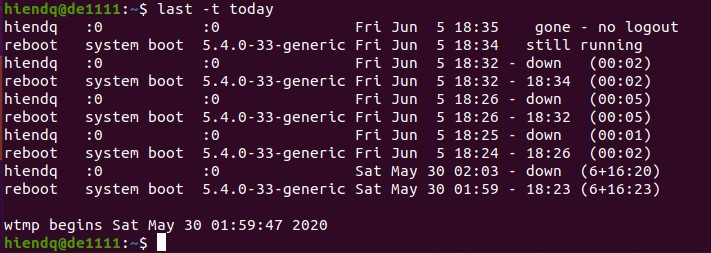 hiendq@de1111:~$ last -t today
hiendq   :0           :0               Fri Jun  5 18:35    gone - no logout
reboot   system boot  5.4.0-33-generic Fri Jun  5 18:34   still running
hiendq   :0           :0               Fri Jun  5 18:32 - down   (00:02)
reboot   system boot  5.4.0-33-generic Fri Jun  5 18:32 - 18:34  (00:02)
hiendq   :0           :0               Fri Jun  5 18:26 - down   (00:05)
reboot   system boot  5.4.0-33-generic Fri Jun  5 18:26 - 18:32  (00:05)
hiendq   :0           :0               Fri Jun  5 18:25 - down   (00:01)
reboot   system boot  5.4.0-33-generic Fri Jun  5 18:24 - 18:26  (00:02)
hiendq   :0           :0               Sat May 30 02:03 - down  (6+16:20)
reboot   system boot  5.4.0-33-generic Sat May 30 01:59 - 18:23 (6+16:23)

wtmp begins Sat May 30 01:59:47 2020
hiendq@de1111:~$